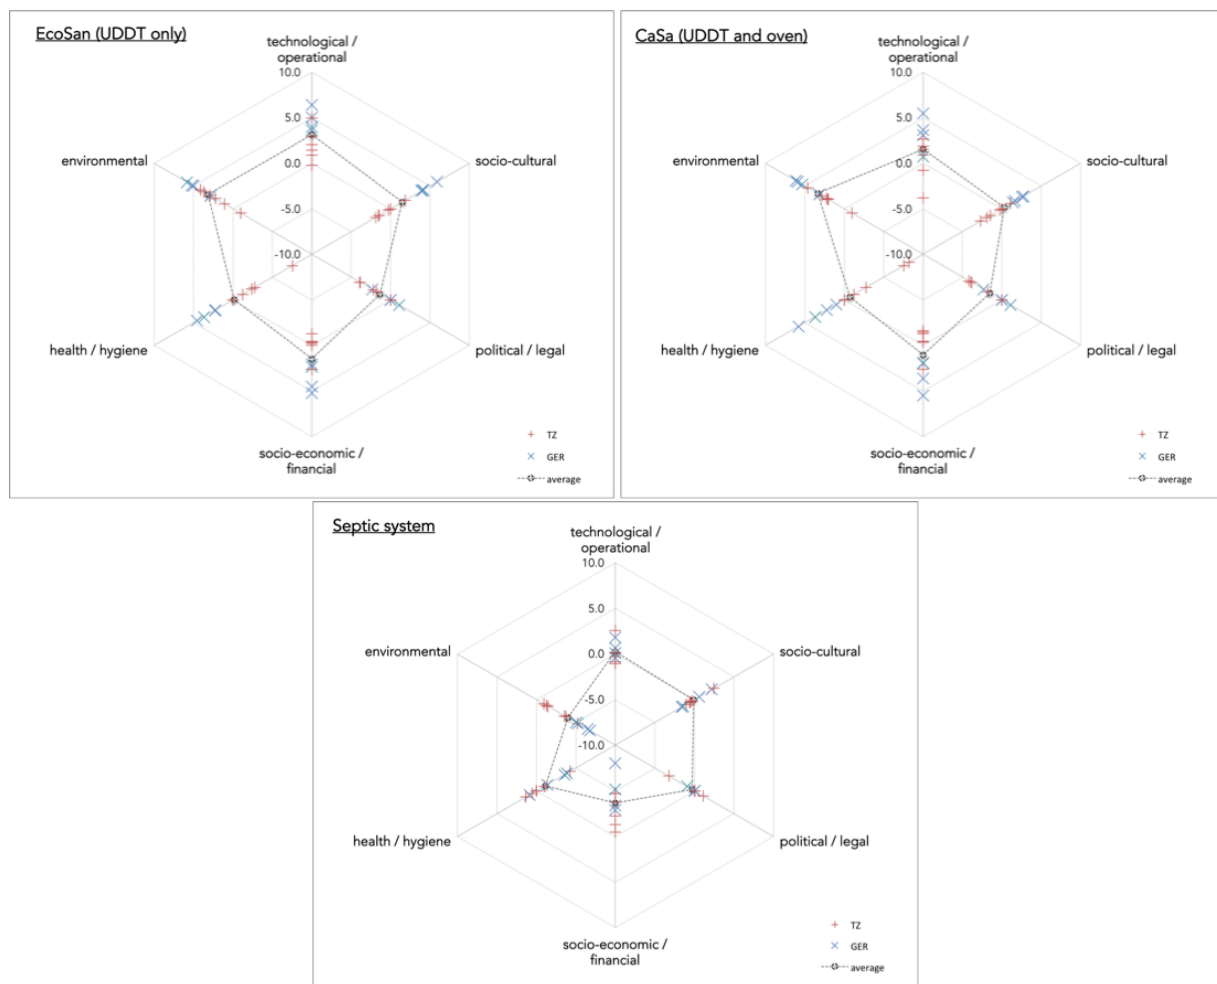 EcoSan (UDDT only)
technological /
operational
10.0
5.0
0.0
-5.0
-10.0
environmental
socio-cultural
health / hygiene
political / legal
socio-economic /
financial
TZ
GER
average
CaSa (UDDT and oven)
technological /
operational
10.0
5.0
0.0
-5.0
-10.0
environmental
socio-cultural
health / hygiene
political / legal
socio-economic /
financial
TZ
GER
average
Septic system
technological /
operational
10.0
5.0
0.0
-5.0
-10.0
environmental
socio-cultural
health / hygiene
political / legal
socio-economic /
financial
TZ
GER
average